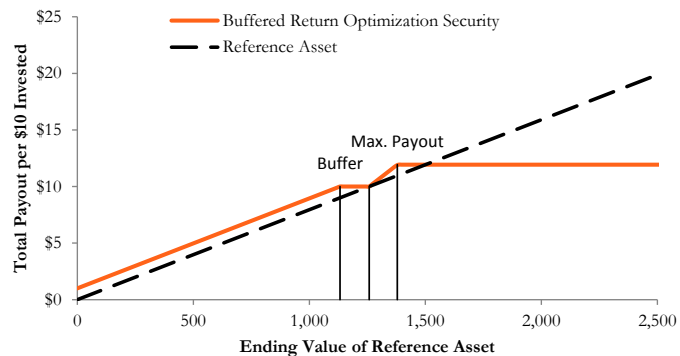 $25
Buffered Return Optimization Security
Reference Asset
$20
$15
Max. Payout
Buffer
$10
$5
$0
0
500
1,000
1,500
2,000
2,500
Total Payout per $10 Invested
Ending Value of Reference Asset